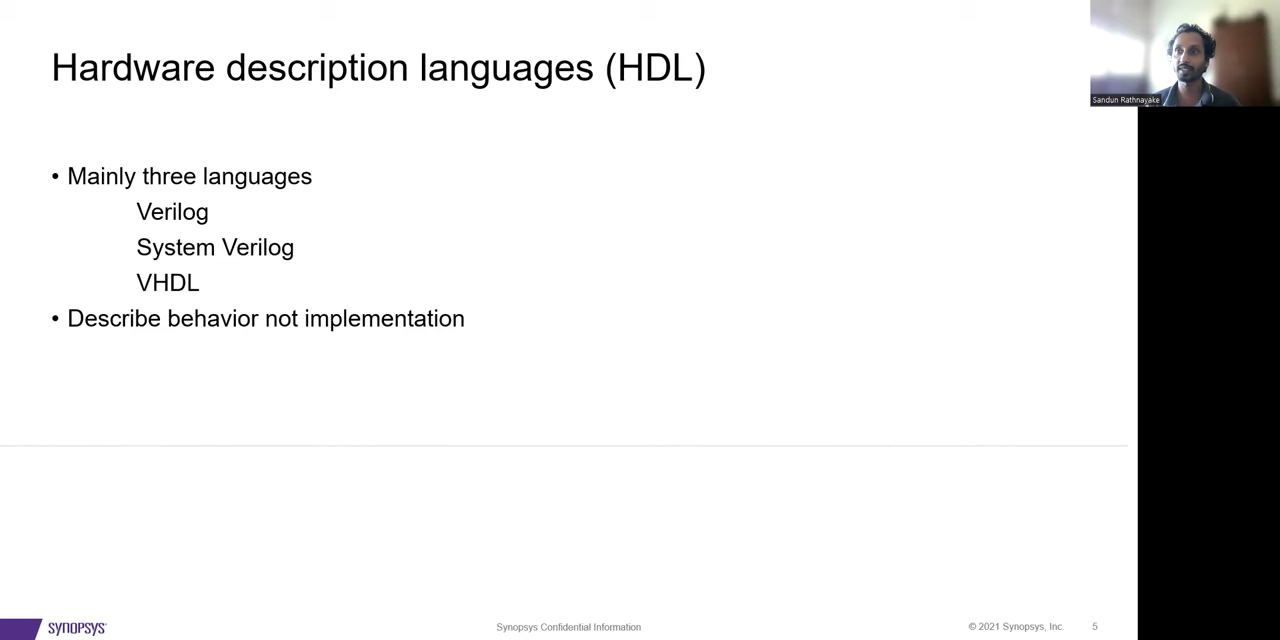 Hardware description languages (HDL)
Sandun Rathnayake
• Mainly three languages
Verilog
System Verilog
VHDL
• Describe behavior not implementation
SYNOPSYS
Synopsys Confidential Information
© 2021 Synopsys, Inc.
5